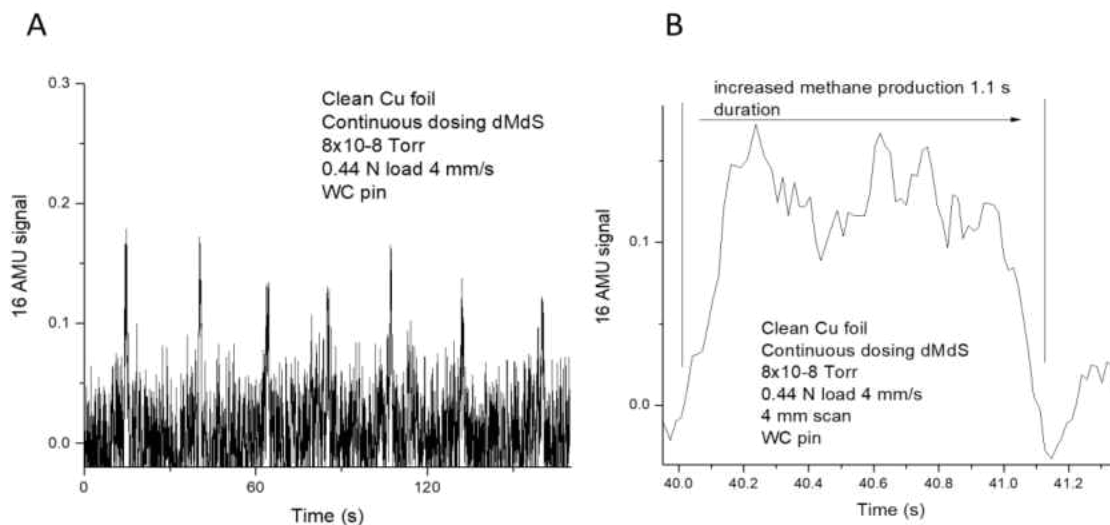 A
0.3
0.2
0.1
0.0
16 AMU signal
Clean Cu foil
Continuous dosing dMdS
8x10-8 Torr
0.44 N load 4 mm/s
WC pin
0
60
120
Time (s)
B
increased methane production 1.1 s
duration
0.1
0.0
16 AMU signal
Clean Cu foil
Continuous dosing dMdS
8x10-8 Torr
0.44 N load 4 mm/s
4 mm scan
WC pin
40.0
40.2
40.4
40.6
40.8
41.0
41.2
Time (s)